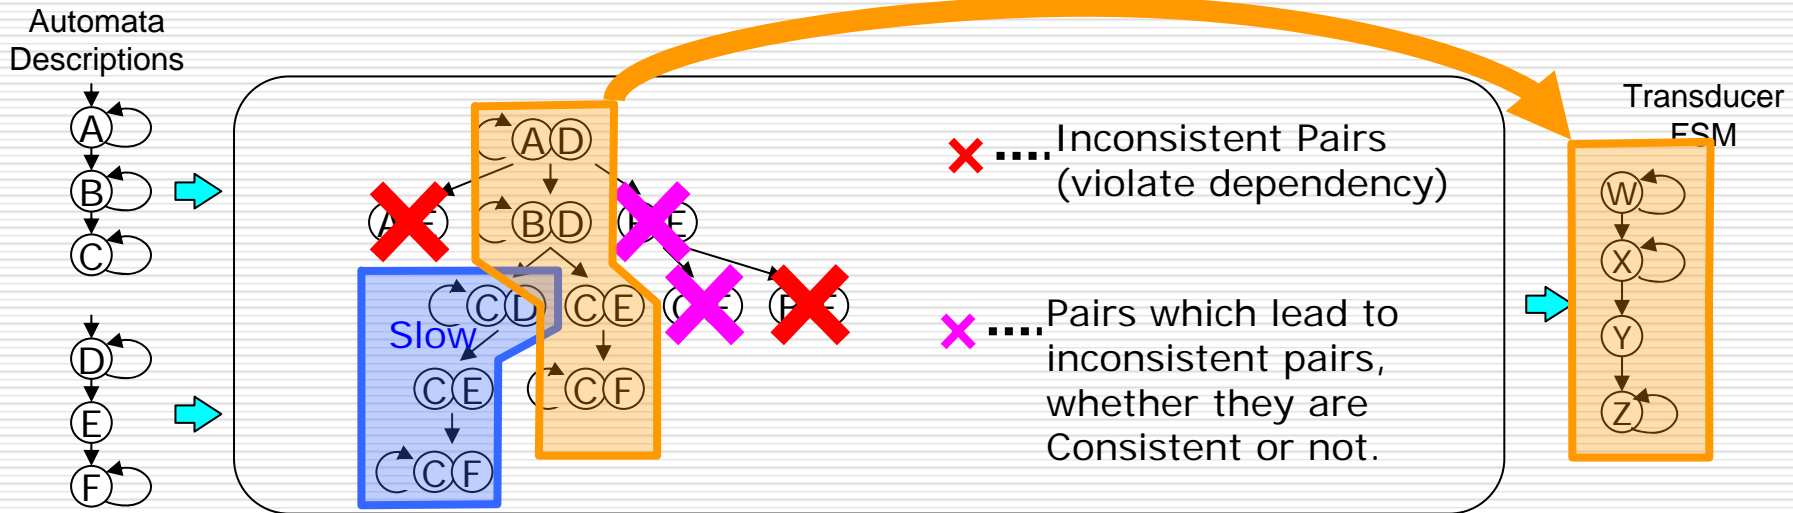 Automata
Descriptions
A
B
C
D
E
F
AD
BD
CD
CE
Slow
CE
CF
CF
Inconsistent Pairs
(violate dependency)
Pairs which lead to
inconsistent pairs,
whether they are
Consistent or not.
Transducer
FSM
W
X
Y
Z